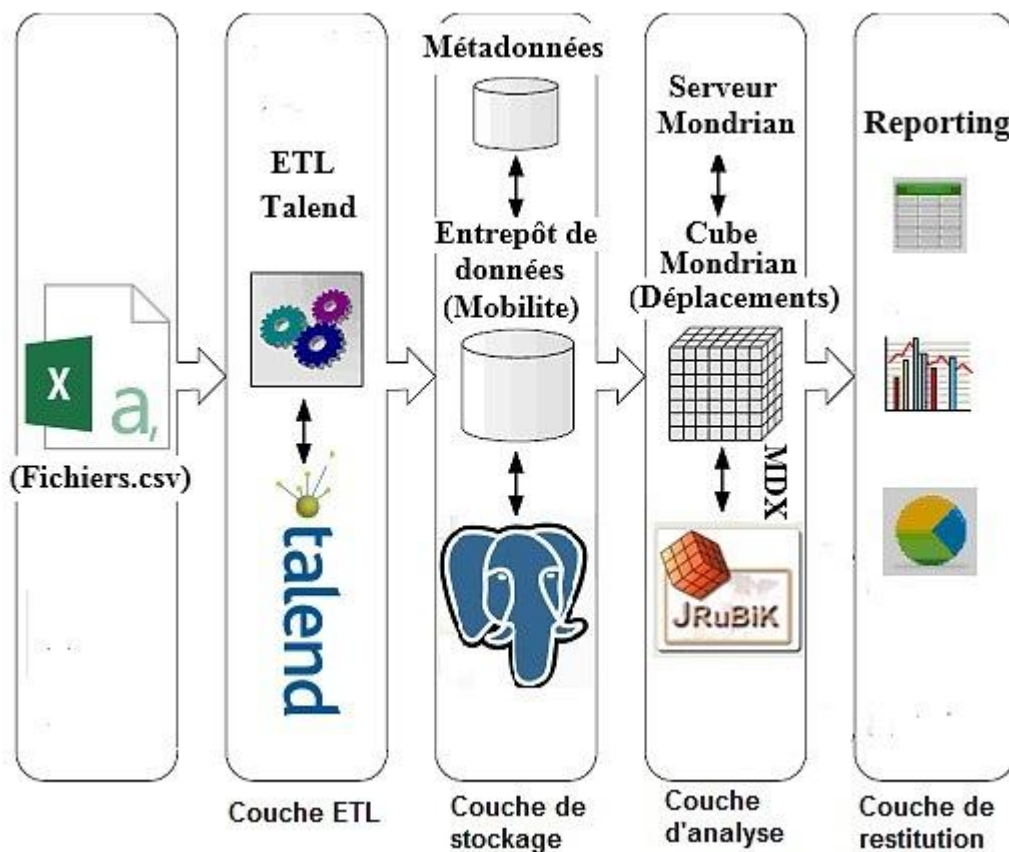 (Fichiers.csv)
X
a,
ETL
Talend
talend
Couche ETL
Métadonnées
Entrepôt de
données
(Mobilite)
Couche de
stockage
Serveur
Mondrian
Cube
Mondrian
(Déplacements)
MDX
JRuBiK
Couche
d'analyse
Reporting
Couche de
restitution